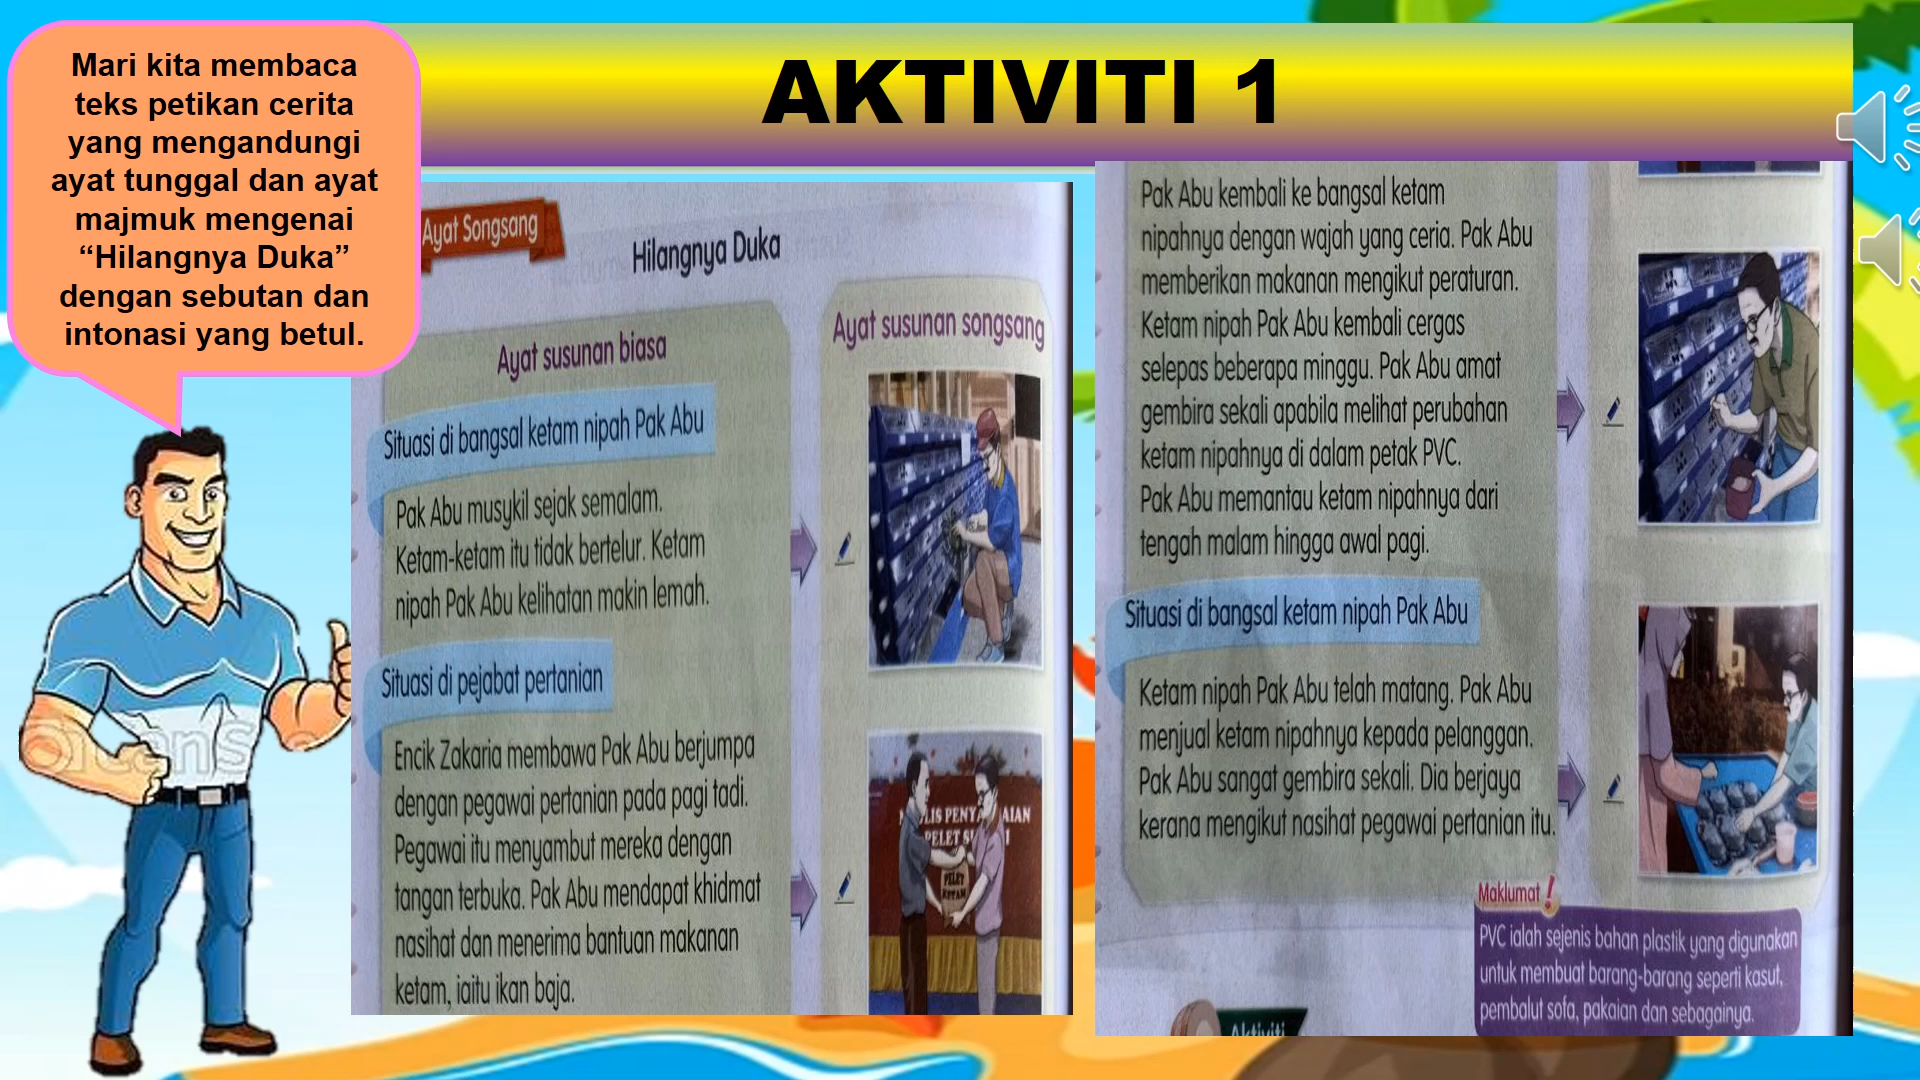 Mari kita membaca
teks petikan cerita
yang mengandungi
ayat tunggal dan ayat
majmuk mengenai
“Hilangnya Duka”
dengan sebutan dan
intonasi yang betul.
AKTIVITI 1
Ayat Songsang
Hilangnya Duka
Ayat susunan biasa
Ayat susunan songsang
Situasi di bangsal ketam nipah Pak Abu
Pak Abu musykil sejak semalam.
Ketam-ketam itu tidak bertelur. Ketam
nipah Pak Abu kelihatan makin lemah.
Situasi di pejabat pertanian
Encik Zakaria membawa Pak Abu berjumpa
dengan pegawai pertanian pada pagi tadi.
Pegawai itu menyambut mereka dengan
tangan terbuka. Pak Abu mendapat khidmat
nasihat dan menerima bantuan makanan
ketam, iaitu ikan baja.
PELET
KETAM
Pak Abu kembali ke bangsal ketam
nipahnya dengan wajah yang ceria. Pak Abu
memberikan makanan mengikut peraturan.
Ketam nipah Pak Abu kembali cergas
selepas beberapa minggu. Pak Abu amat
gembira sekali apabila melihat perubahan
ketam nipahnya di dalam petak PVC.
Pak Abu memantau ketam nipahnya dari
tengah malam hingga awal pagi.
Situasi di bangsal ketam nipah Pak Abu
Ketam nipah Pak Abu telah matang. Pak Abu
menjual ketam nipahnya kepada pelanggan.
Pak Abu sangat gembira sekali. Dia berjaya
kerana mengikut nasihat pegawai pertanian itu.
Maklumat !
PVC ialah sejenis bahan plastik yang digunakan
untuk membuat barang-barang seperti kasut,
pembalut sofa, pakaian dan sebagainya.
Aktiviti